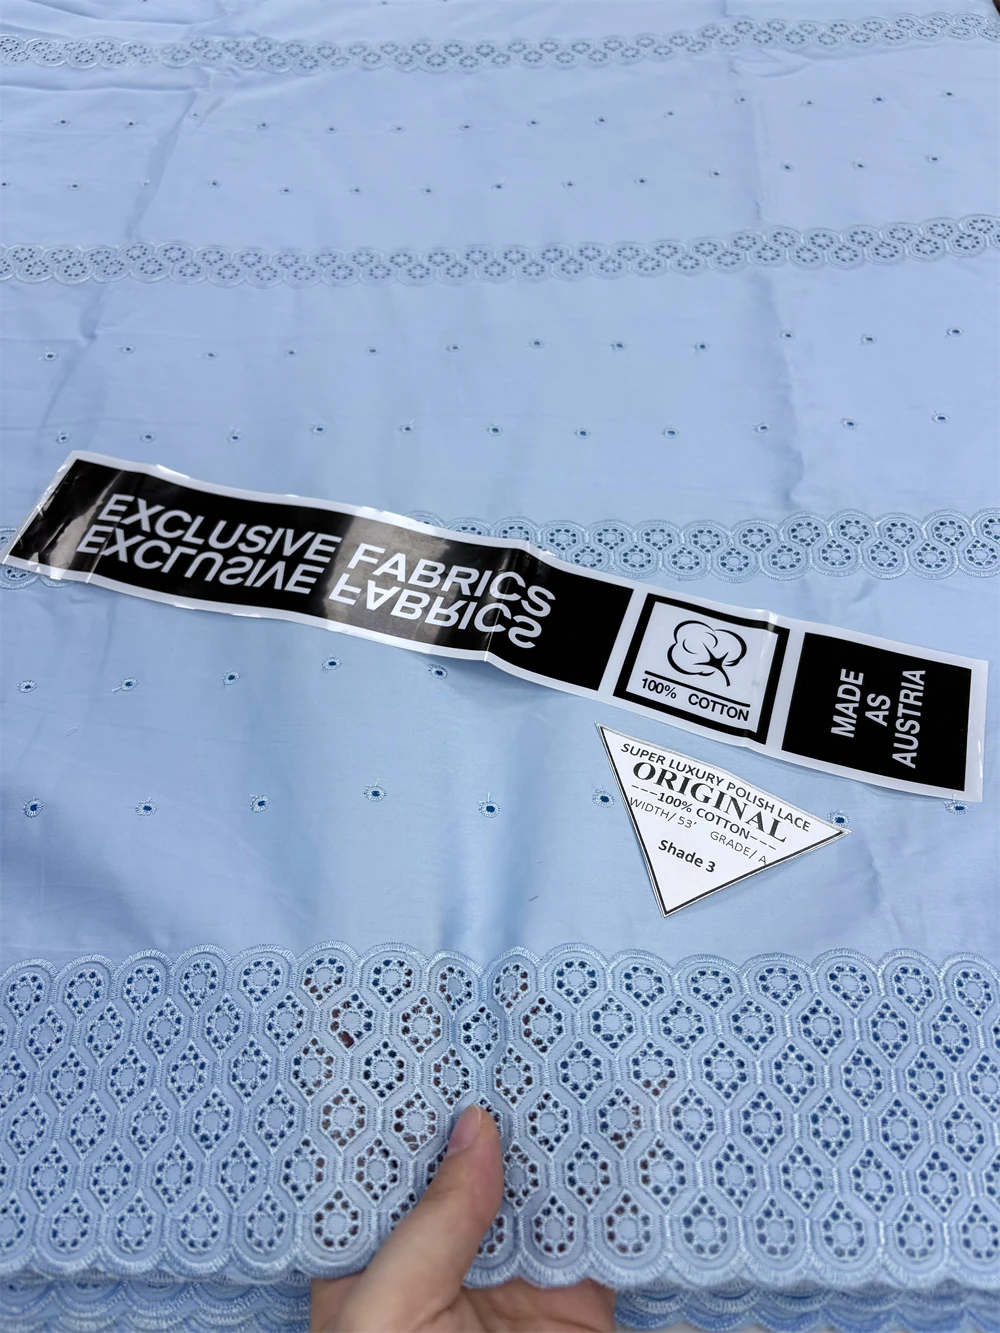 EXCLUSIVE FABRICS
EXCLUSIVE FABRICS
100% COTTON
MADE
AS
AUSTRIA
SUPER LUXURY POLISH LACE
ORIGINAL
---100% COTTON---
WIDTH/ 53' GRADE/ A
Shade 3